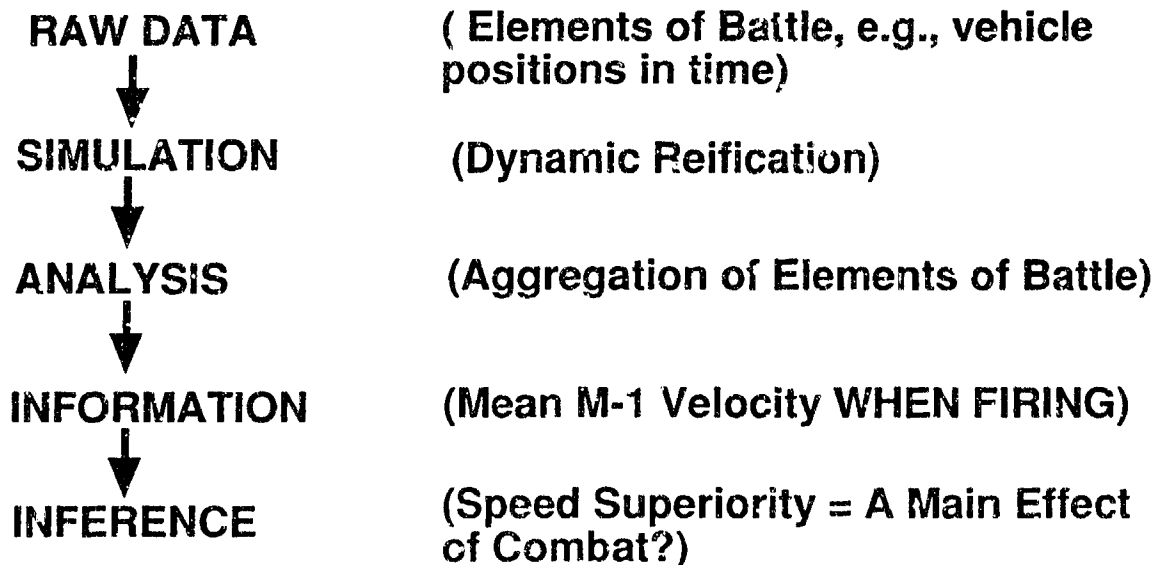 RAW DATA
( Elements of Battle, e.g., vehicle
positions in time)
SIMULATION
(Dynamic Reification)
ANALYSIS
(Aggregation of Elements of Battle)
INFORMATION
(Mean M-1 Velocity WHEN FIRING)
INFERENCE
(Speed Superiority = A Main Effect
of Combat?)